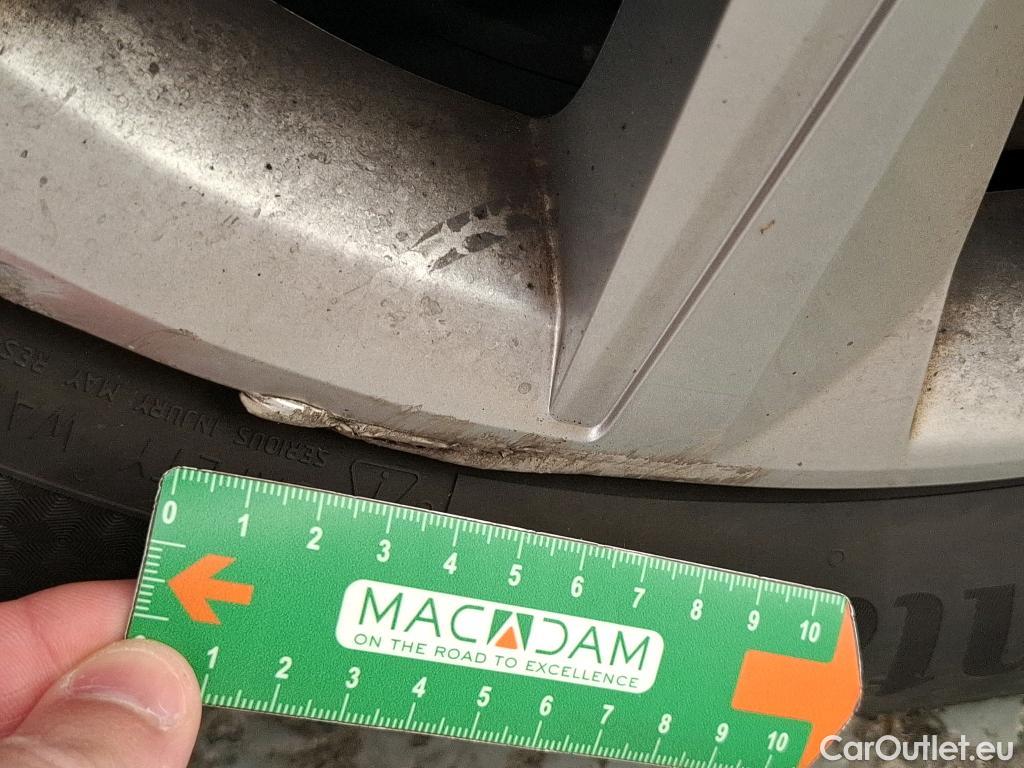 SERIOUS INJURY. MAY RES
0 1 2 3 4 5 6 7 8 9 10
MACADAM
ON THE ROAD TO EXCELLENCE
1 2 3 4 5 6 7 8 9 10
CarOutlet.eu